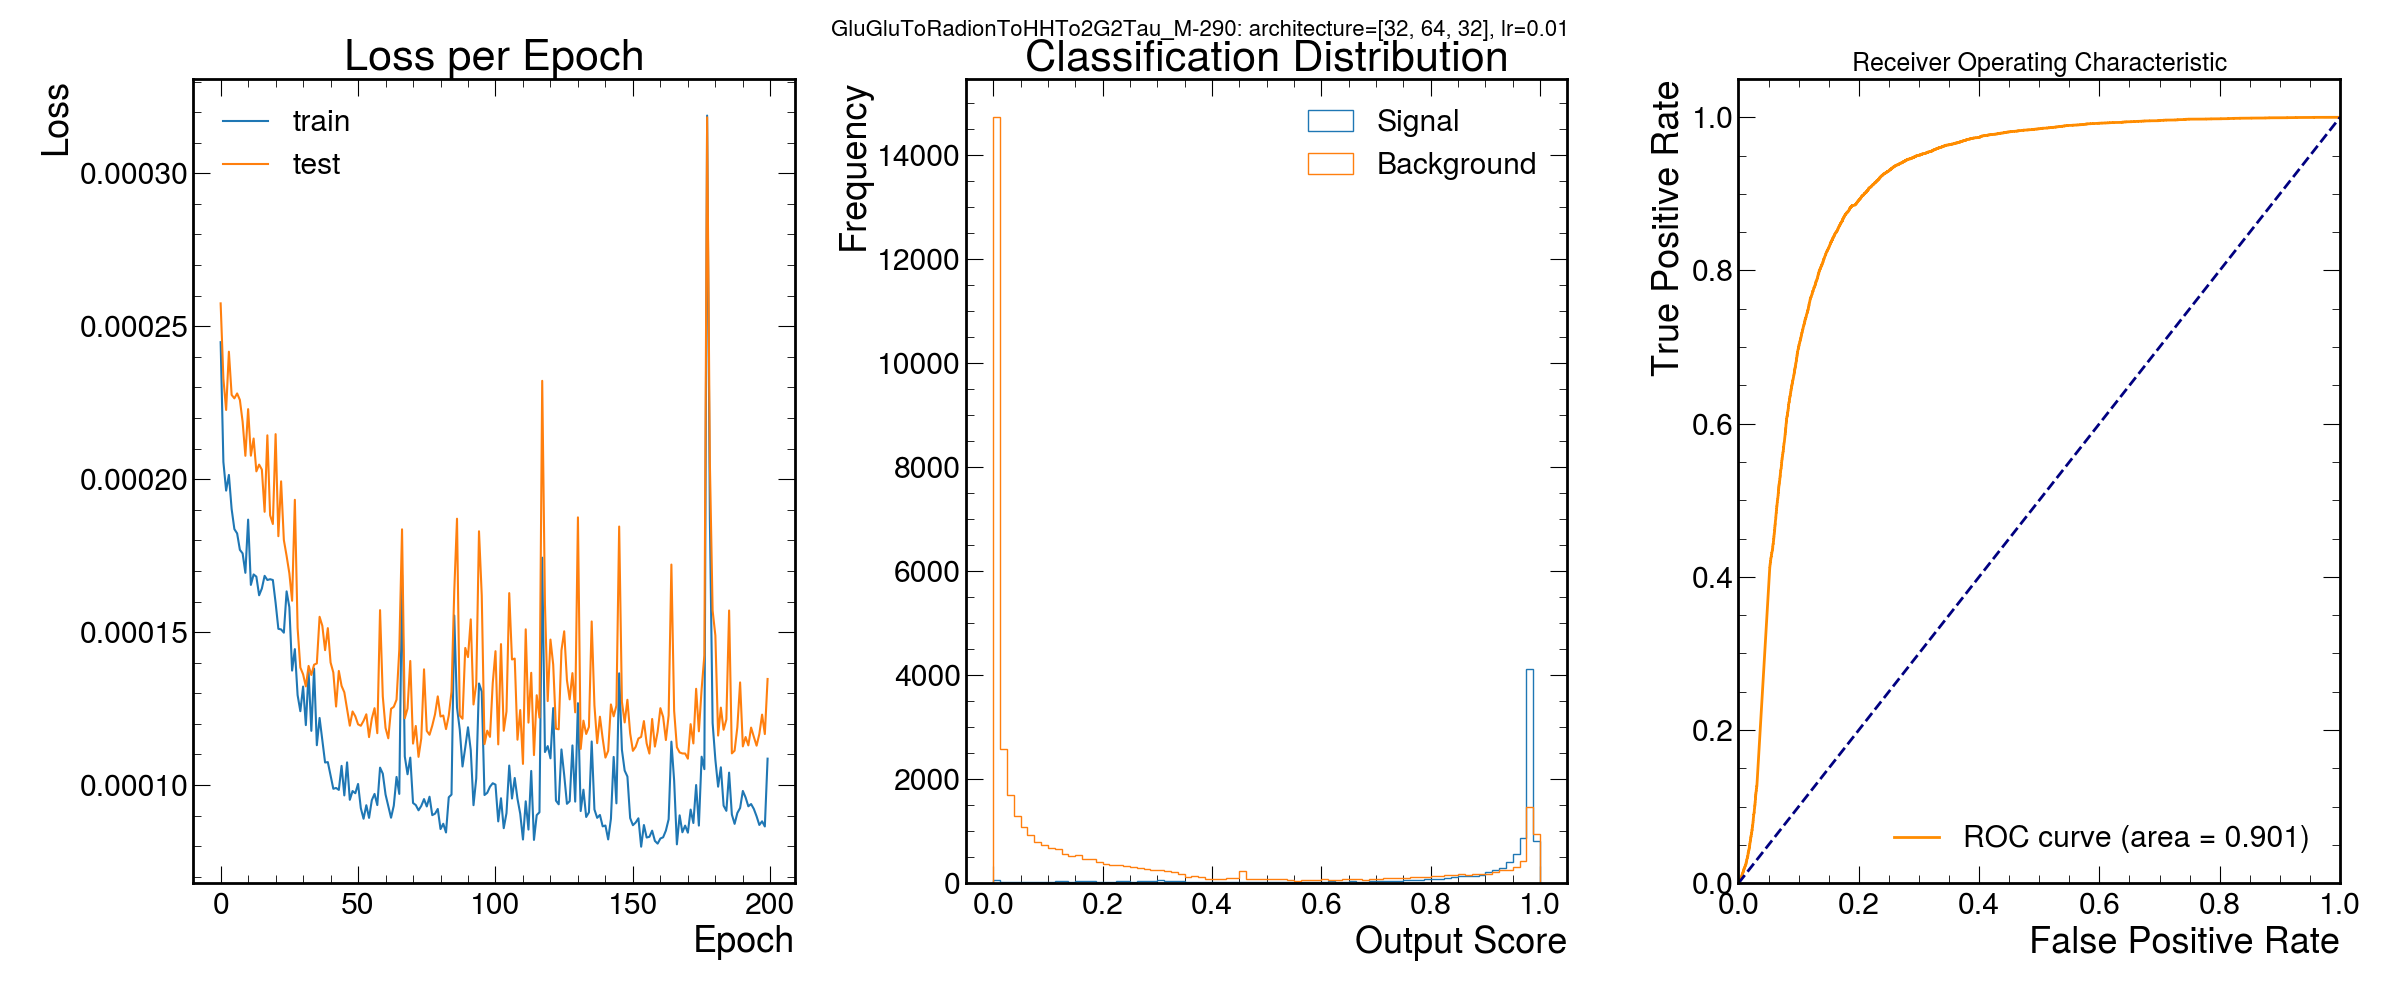 GluGluToRadionToHHTo2G2Tau_M-290: architecture=[32, 64, 32], lr=0.01
Loss per Epoch
Loss
train
test
0.00030
0.00025
0.00020
0.00015
0.00010
0 50 100 150 200
Epoch
Classification Distribution
Frequency
Signal
Background
14000
12000
10000
8000
6000
4000
2000
0
0.0 0.2 0.4 0.6 0.8 1.0
Output Score
Receiver Operating Characteristic
True Positive Rate
1.0
0.8
0.6
0.4
0.2
0.0
ROC curve (area = 0.901)
0.0 0.2 0.4 0.6 0.8 1.0
False Positive Rate